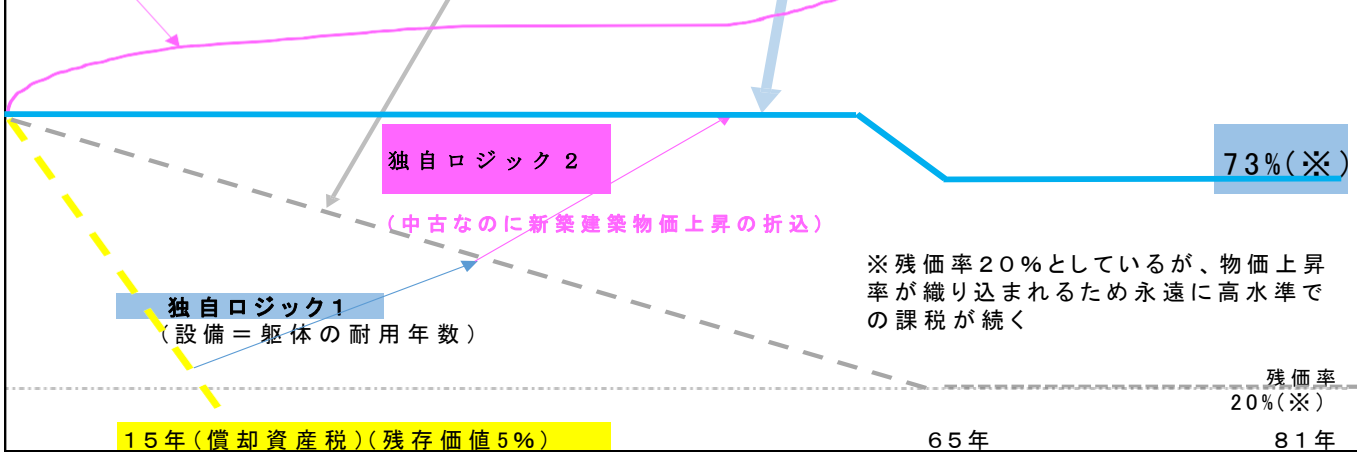 独自ロジック２
73%(※)
(中古なのに新築建築物価上昇の折込)
※残価率２０%としているが、物価上昇
率が織り込まれるため永遠に高水準で
の課税が続く
独自ロジック１
(設備＝躯体の耐用年数)
残価率
20%(※)
１５年(償却資産税)(残存価値5%)
６５年
８１年